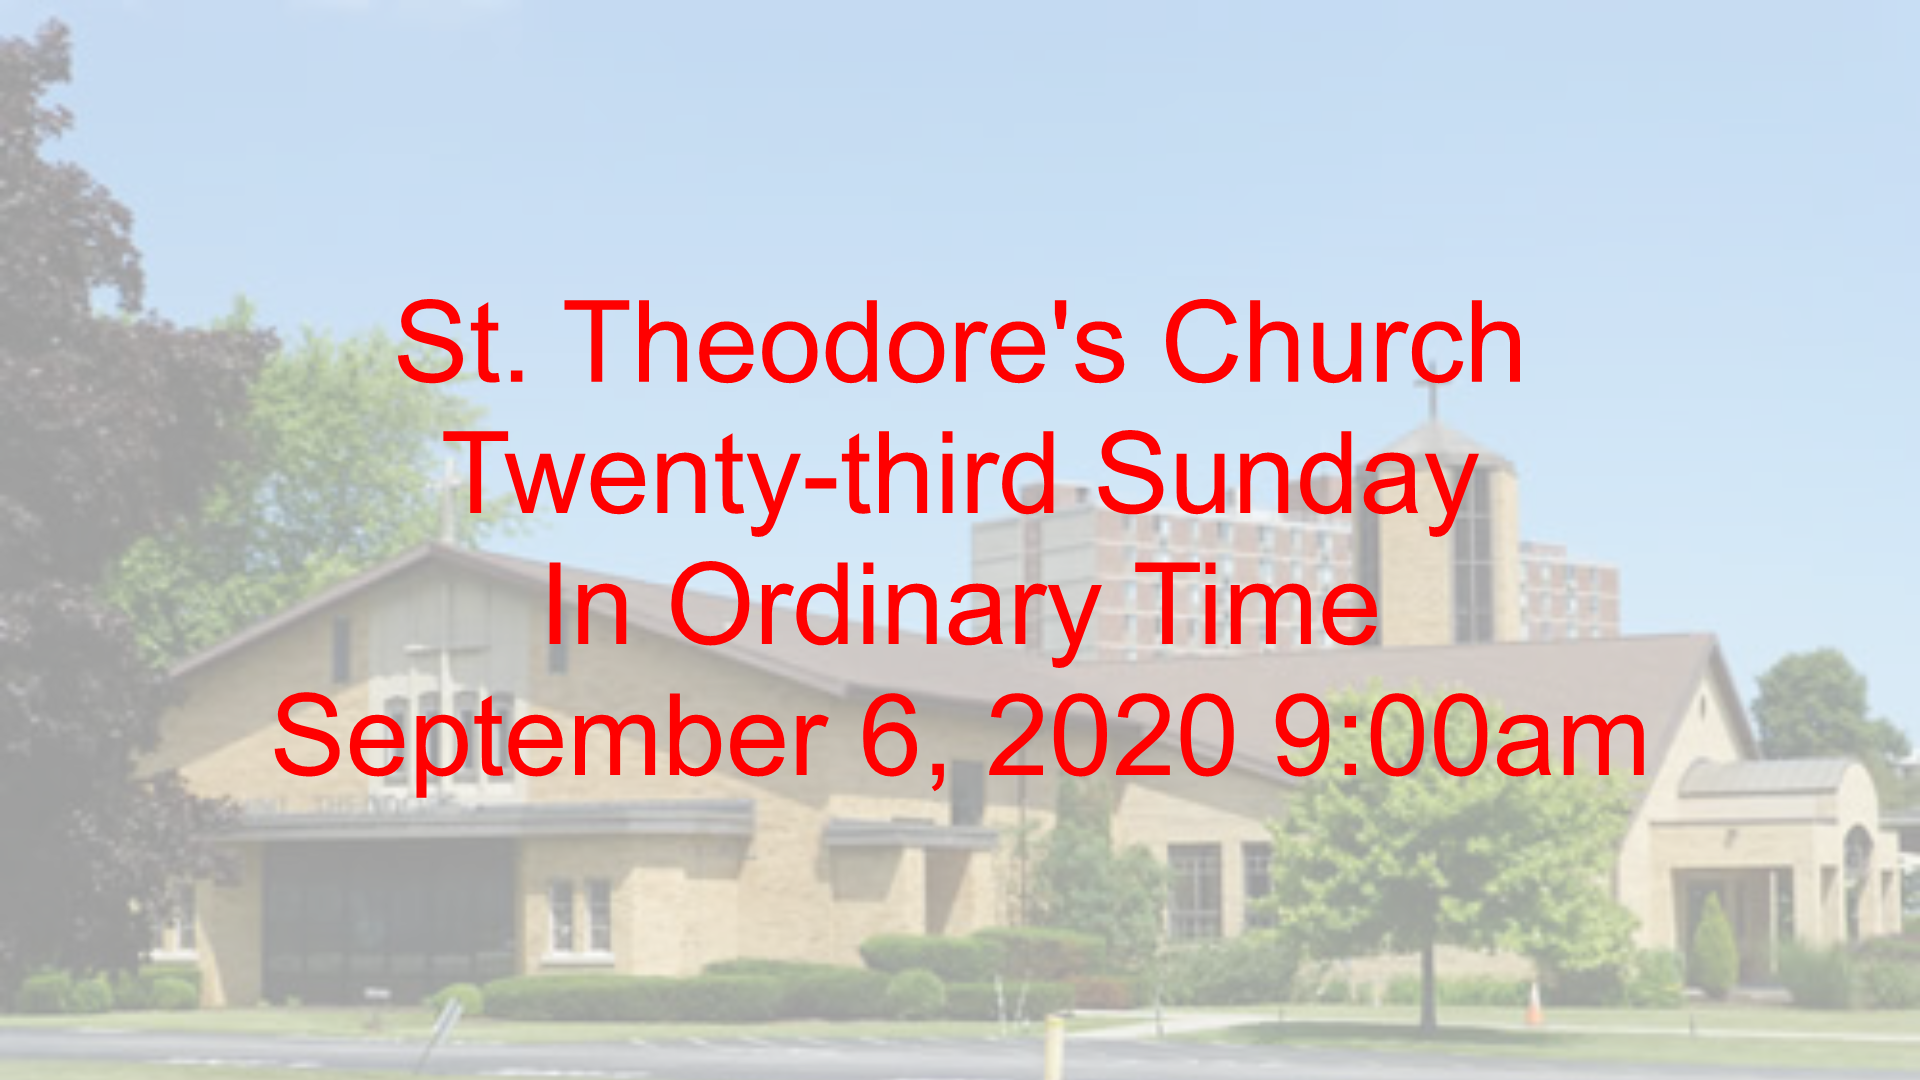 St. Theodore's Church
Twenty-third Sunday
In Ordinary Time
September 6, 2020 9:00am